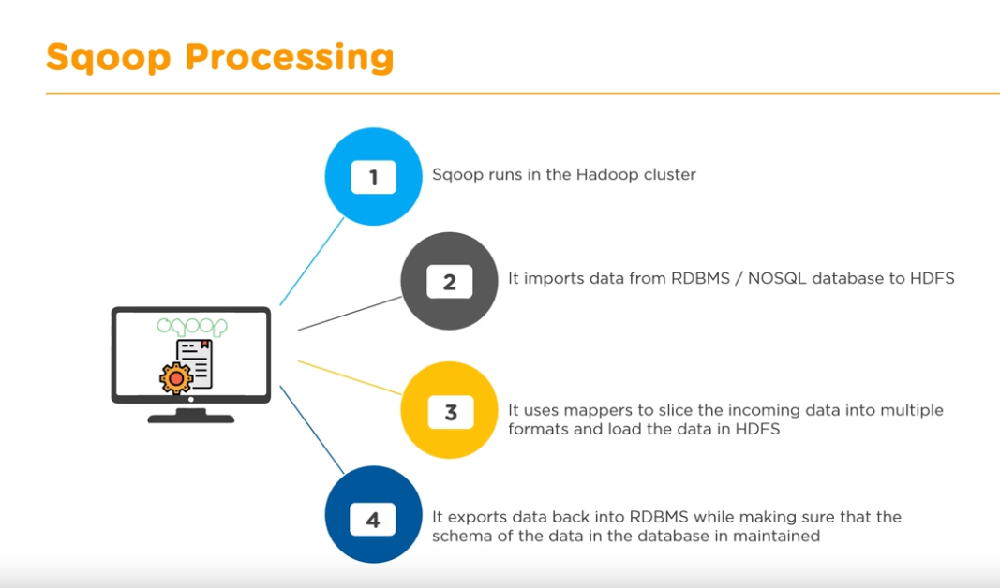 Sqoop Processing
1
Sqoop runs in the Hadoop cluster
2
It imports data from RDBMS / NOSQL database to HDFS
sqoop
3
It uses mappers to slice the incoming data into multiple
formats and load the data in HDFS
4
It exports data back into RDBMS while making sure that the
schema of the data in the database in maintained